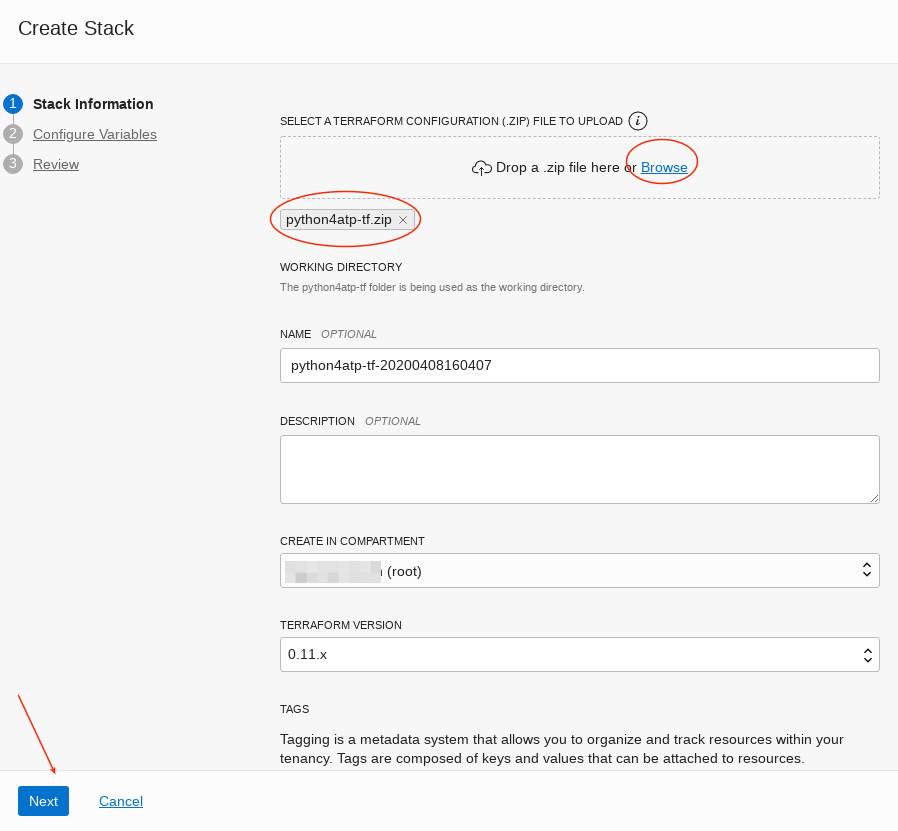 Create Stack
1 Stack Information
2 Configure Variables
3 Review
SELECT A TERRAFORM CONFIGURATION (.ZIP) FILE TO UPLOAD i
Drop a .zip file here or Browse
python4atp-tf.zip ×
WORKING DIRECTORY
The python4atp-tf folder is being used as the working directory.
NAME OPTIONAL
python4atp-tf-20200408160407
DESCRIPTION OPTIONAL
CREATE IN COMPARTMENT
(root)
TERRAFORM VERSION
0.11.x
TAGS
Tagging is a metadata system that allows you to organize and track resources within your
tenancy. Tags are composed of keys and values that can be attached to resources.
Next Cancel